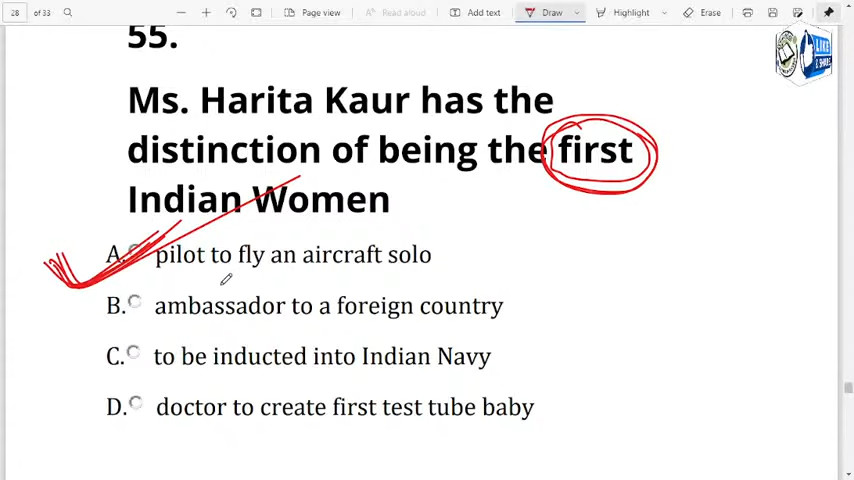 28 of 33 Page view Read aloud Add text Draw Highlight Erase
55.
LIKE
& SHARE
Ms. Harita Kaur has the
distinction of being the first
Indian Women
A. pilot to fly an aircraft solo
B. ambassador to a foreign country
C. to be inducted into Indian Navy
D. doctor to create first test tube baby